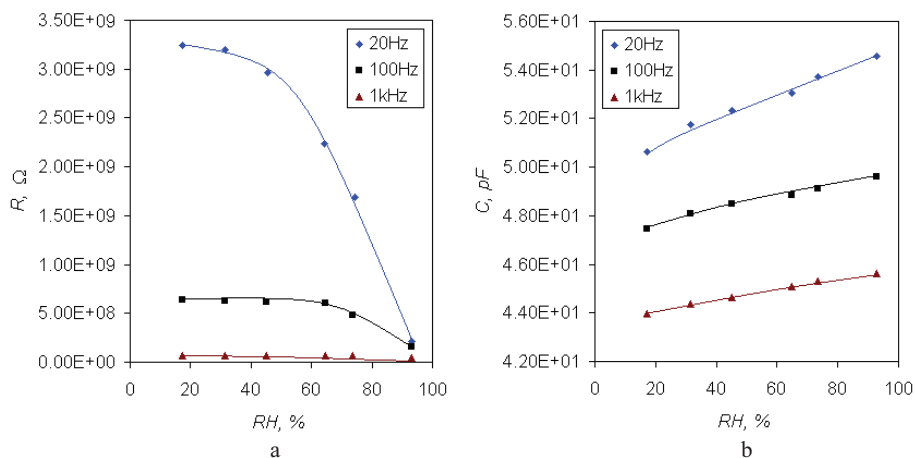 3.50E+09
3.00E+09
2.50E+09
2.00E+09
1.50E+09
1.00E+09
5.00E+08
0.00E+00
R, Ω
20Hz
100Hz
1kHz
0 20 40 60 80 100
RH, %
a
5.60E+01
5.40E+01
5.20E+01
5.00E+01
4.80E+01
4.60E+01
4.40E+01
4.20E+01
C, pF
20Hz
100Hz
1kHz
0 20 40 60 80 100
RH, %
b